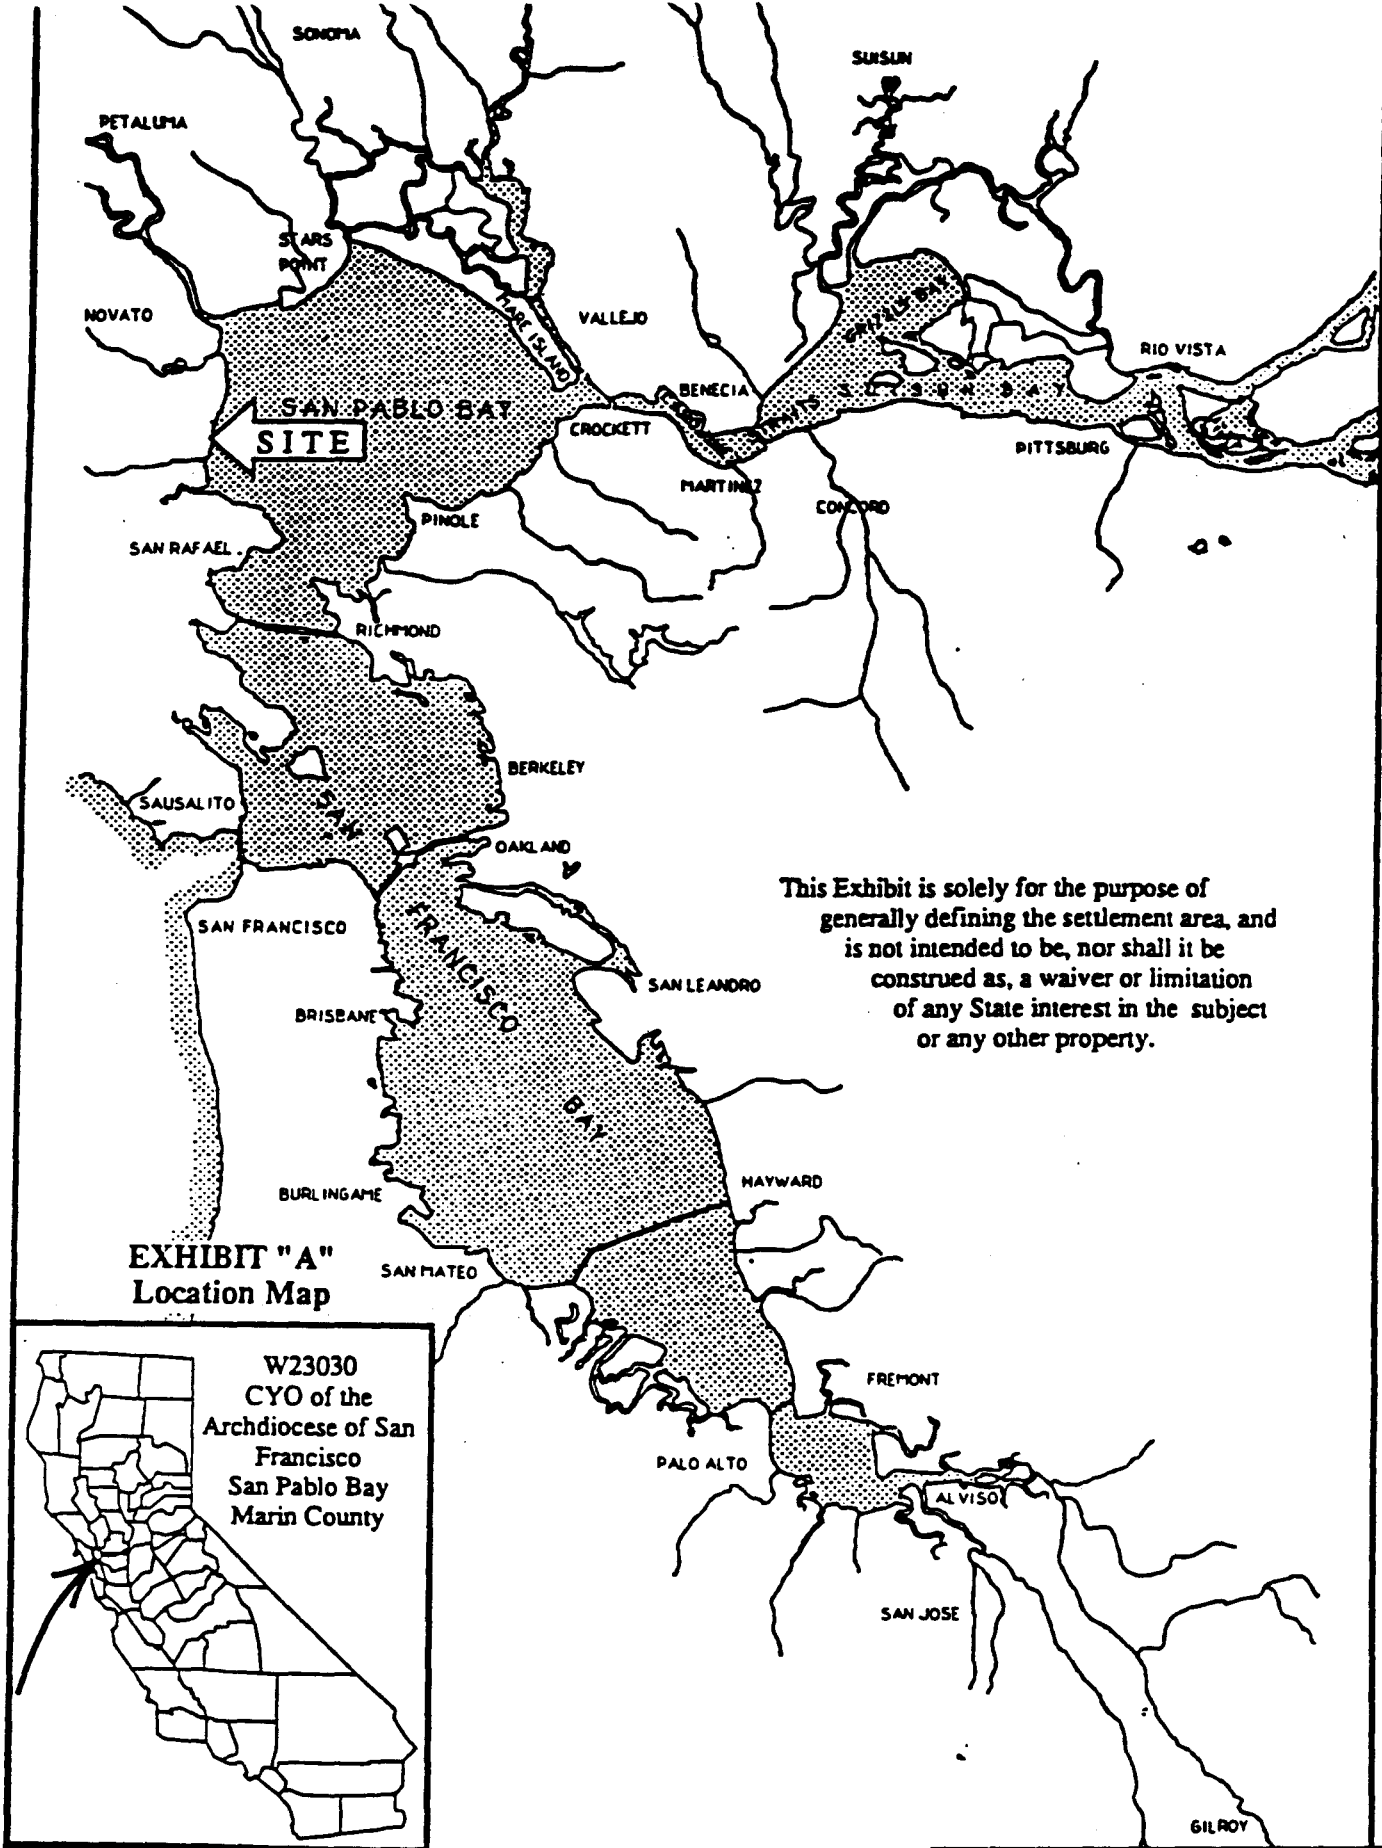 SONOMA
SUISUN
PETALUMA
STARS
POINT
NOVATO
MARE ISLAND
VALLEJO
GRIZZLY BAY
RIO VISTA
SAN PABLO BAY
BENECIA
SUISUN BAY
SITE
CROCKETT
STRAITS
PITTSBURG
MARTINEZ
PINOLE
CONCORD
SAN RAFAEL
RICHMOND
BERKELEY
SAUSALITO
SAN
OAKLAND
This Exhibit is solely for the purpose of
generally defining the settlement area, and
is not intended to be, nor shall it be
construed as, a waiver or limitation
of any State interest in the subject
or any other property.
SAN FRANCISCO
FRANCISCO
SAN LEANDRO
BRISBANE
BAY
HAYWARD
BURLINGAME
EXHIBIT "A"
Location Map
SAN MATEO
W23030
CYO of the
Archdiocese of San
Francisco
San Pablo Bay
Marin County
FREMONT
PALO ALTO
ALVISO
SAN JOSE
GILROY